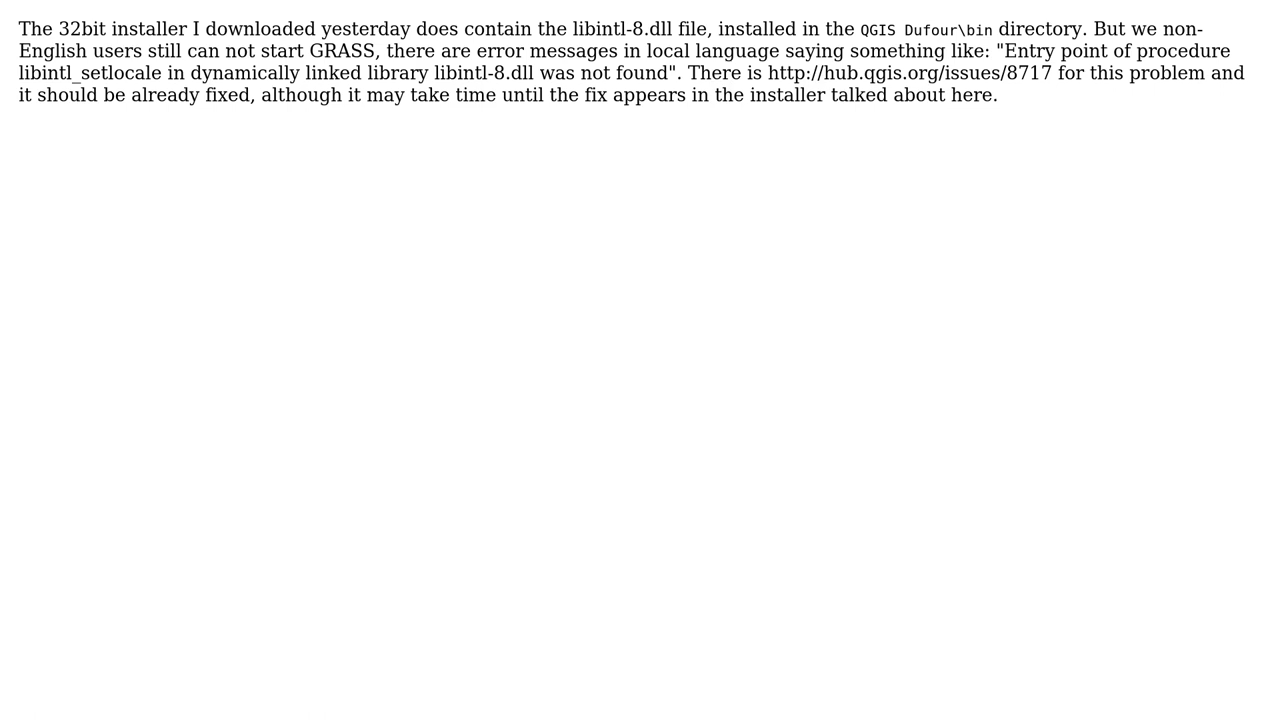 The 32bit installer I downloaded yesterday does contain the libintl-8.dll file, installed in the QGIS Dufour\bin directory. But we non-
English users still can not start GRASS, there are error messages in local language saying something like: "Entry point of procedure
libintl_setlocale in dynamically linked library libintl-8.dll was not found". There is http://hub.qgis.org/issues/8717 for this problem and
it should be already fixed, although it may take time until the fix appears in the installer talked about here.